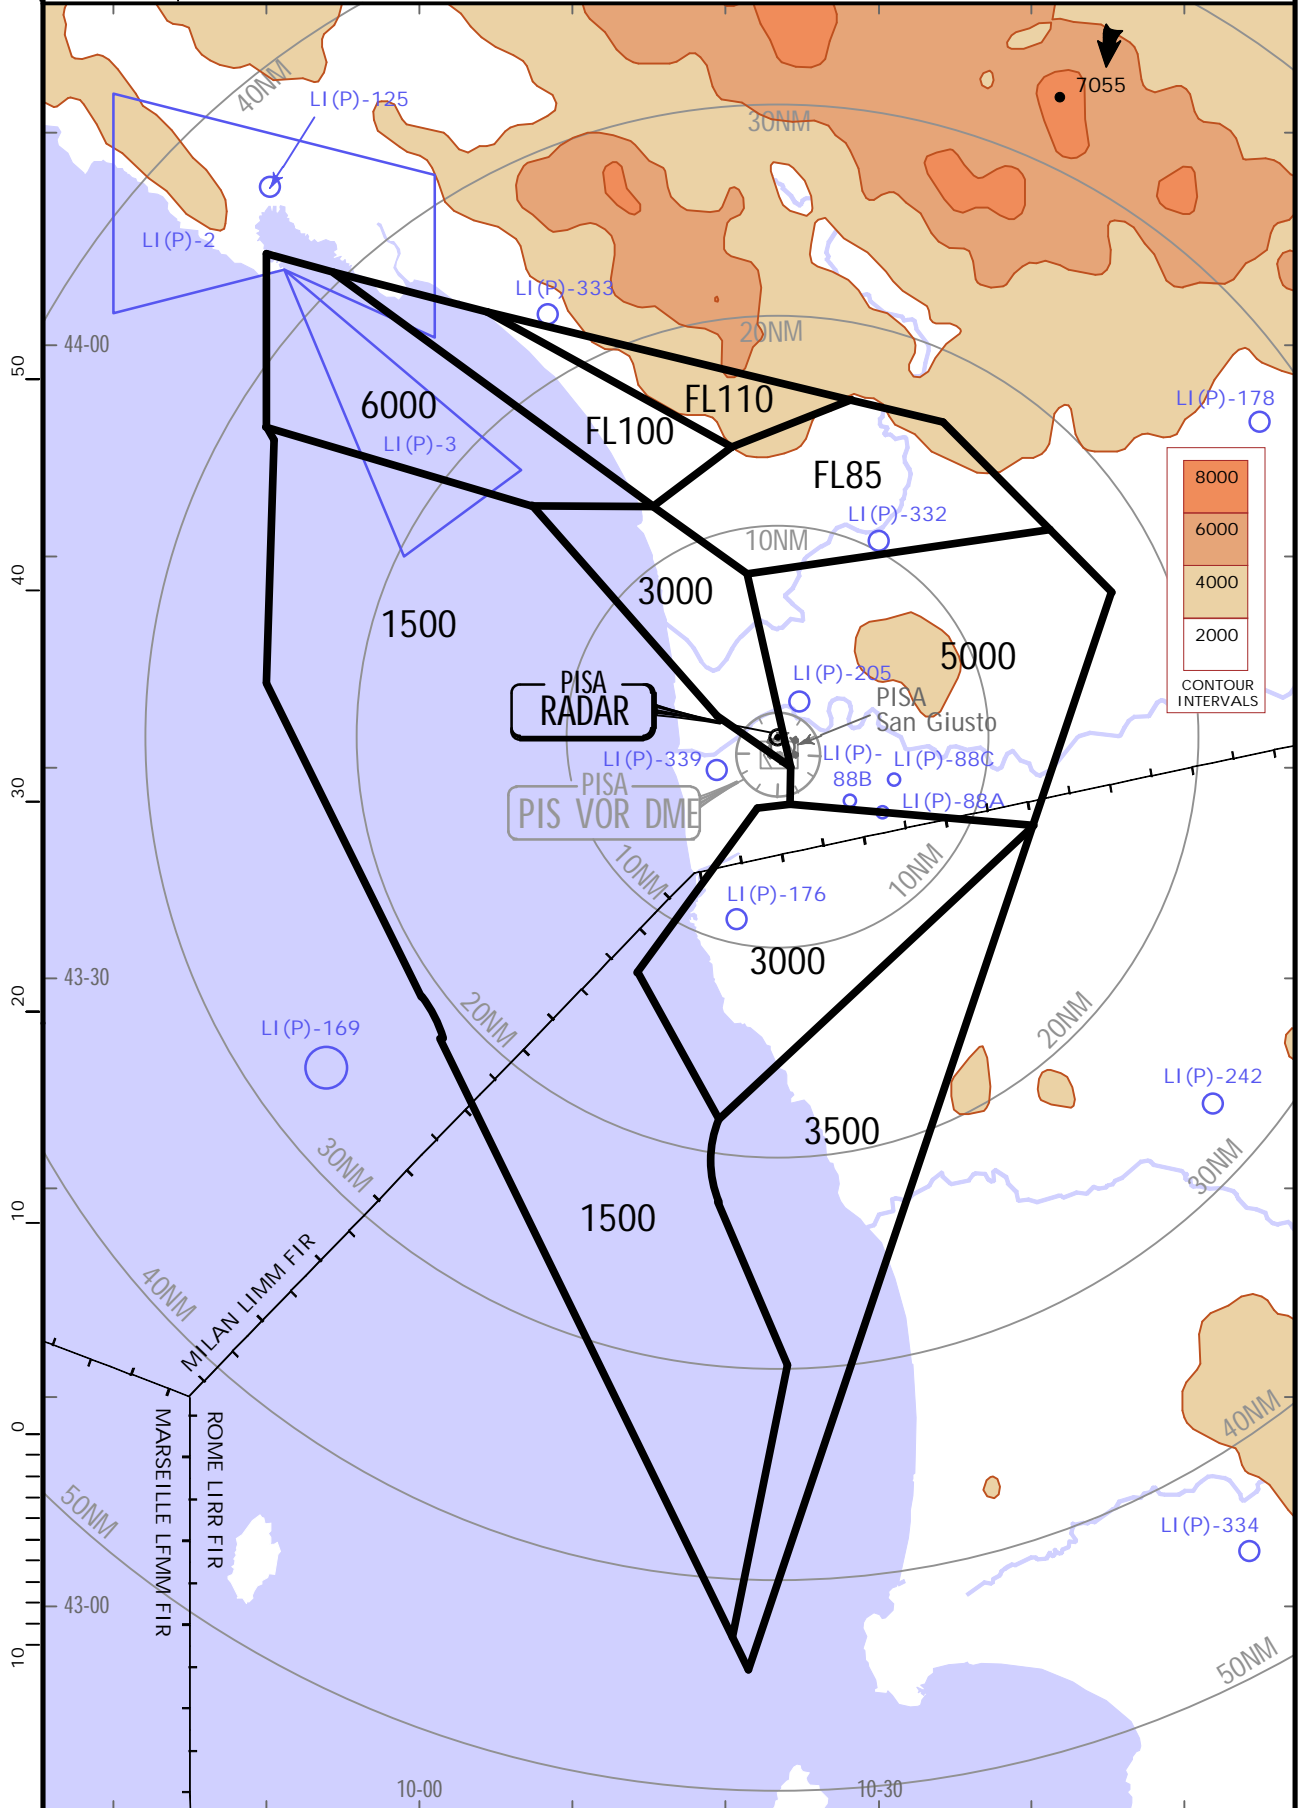 40NM
LI(P)-125
7055
30NM
LI(P)-2
LI(P)-333
20NM
44-00
50
6000
FL110
LI(P)-178
FL100
LI(P)-3
FL85
8000
LI(P)-332
6000
10NM
40
3000
4000
1500
2000
5000
CONTOUR
INTERVALS
LI(P)-205
PISA
RADAR
PISA
San Giusto
LI(P)-339
LI(P)-
88B
LI(P)-88C
LI(P)-88A
PISA
PIS VOR DME
30
10NM
10NM
LI(P)-176
3000
43-30
20
20NM
20NM
LI(P)-169
LI(P)-242
3500
30NM
30NM
10
1500
MILAN LIMM FIR
40NM
40NM
0
ROME LIRR FIR
MARSEILLE LFMM FIR
50NM
LI(P)-334
43-00
10
50NM
10-00
10-30